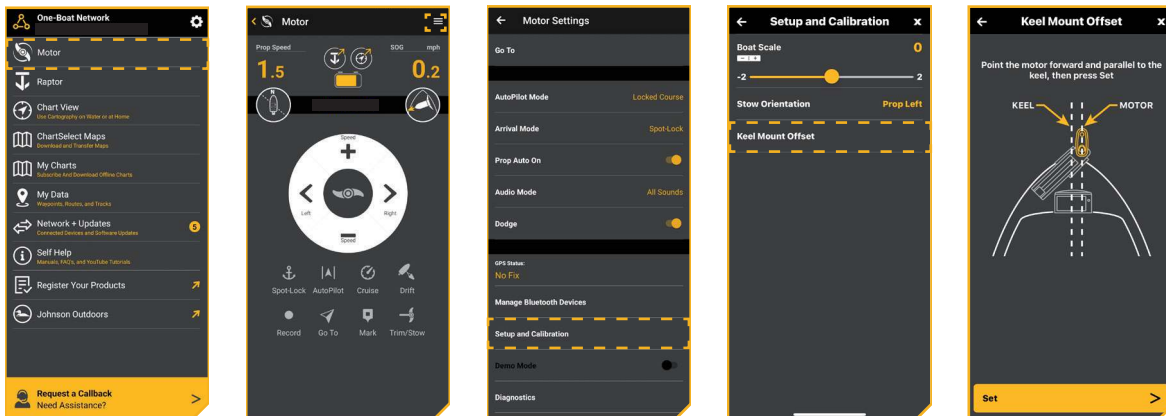 One-Boat Network
Motor
Raptor
Chart View
Use Cartography on Water or at Home
ChartSelect Maps
Download and Transfer Maps
My Charts
Subscribe And Download Offline Charts
My Data
Waypoints, Routes, and Tracks
Network + Updates
Connected Devices and Software Updates
5
Self Help
Manuals, FAQ's, and YouTube Tutorials
Register Your Products
Johnson Outdoors
Request a Callback
Need Assistance?
Motor
Prop Speed
SOG mph
1.5
0.2
N
Speed
Left
Right
Speed
Spot-Lock AutoPilot Cruise Drift
Record Go To Mark Trim/Stow
Motor Settings
Go To
AutoPilot Mode Locked Course
Arrival Mode Spot-Lock
Prop Auto On
Audio Mode All Sounds
Dodge
GPS Status:
No Fix
Manage Bluetooth Devices
Setup and Calibration
Demo Mode
Diagnostics
Setup and Calibration x
Boat Scale 0
- | +
-2 2
Stow Orientation Prop Left
Keel Mount Offset
Keel Mount Offset x
Point the motor forward and parallel to the
keel, then press Set
KEEL MOTOR
Set